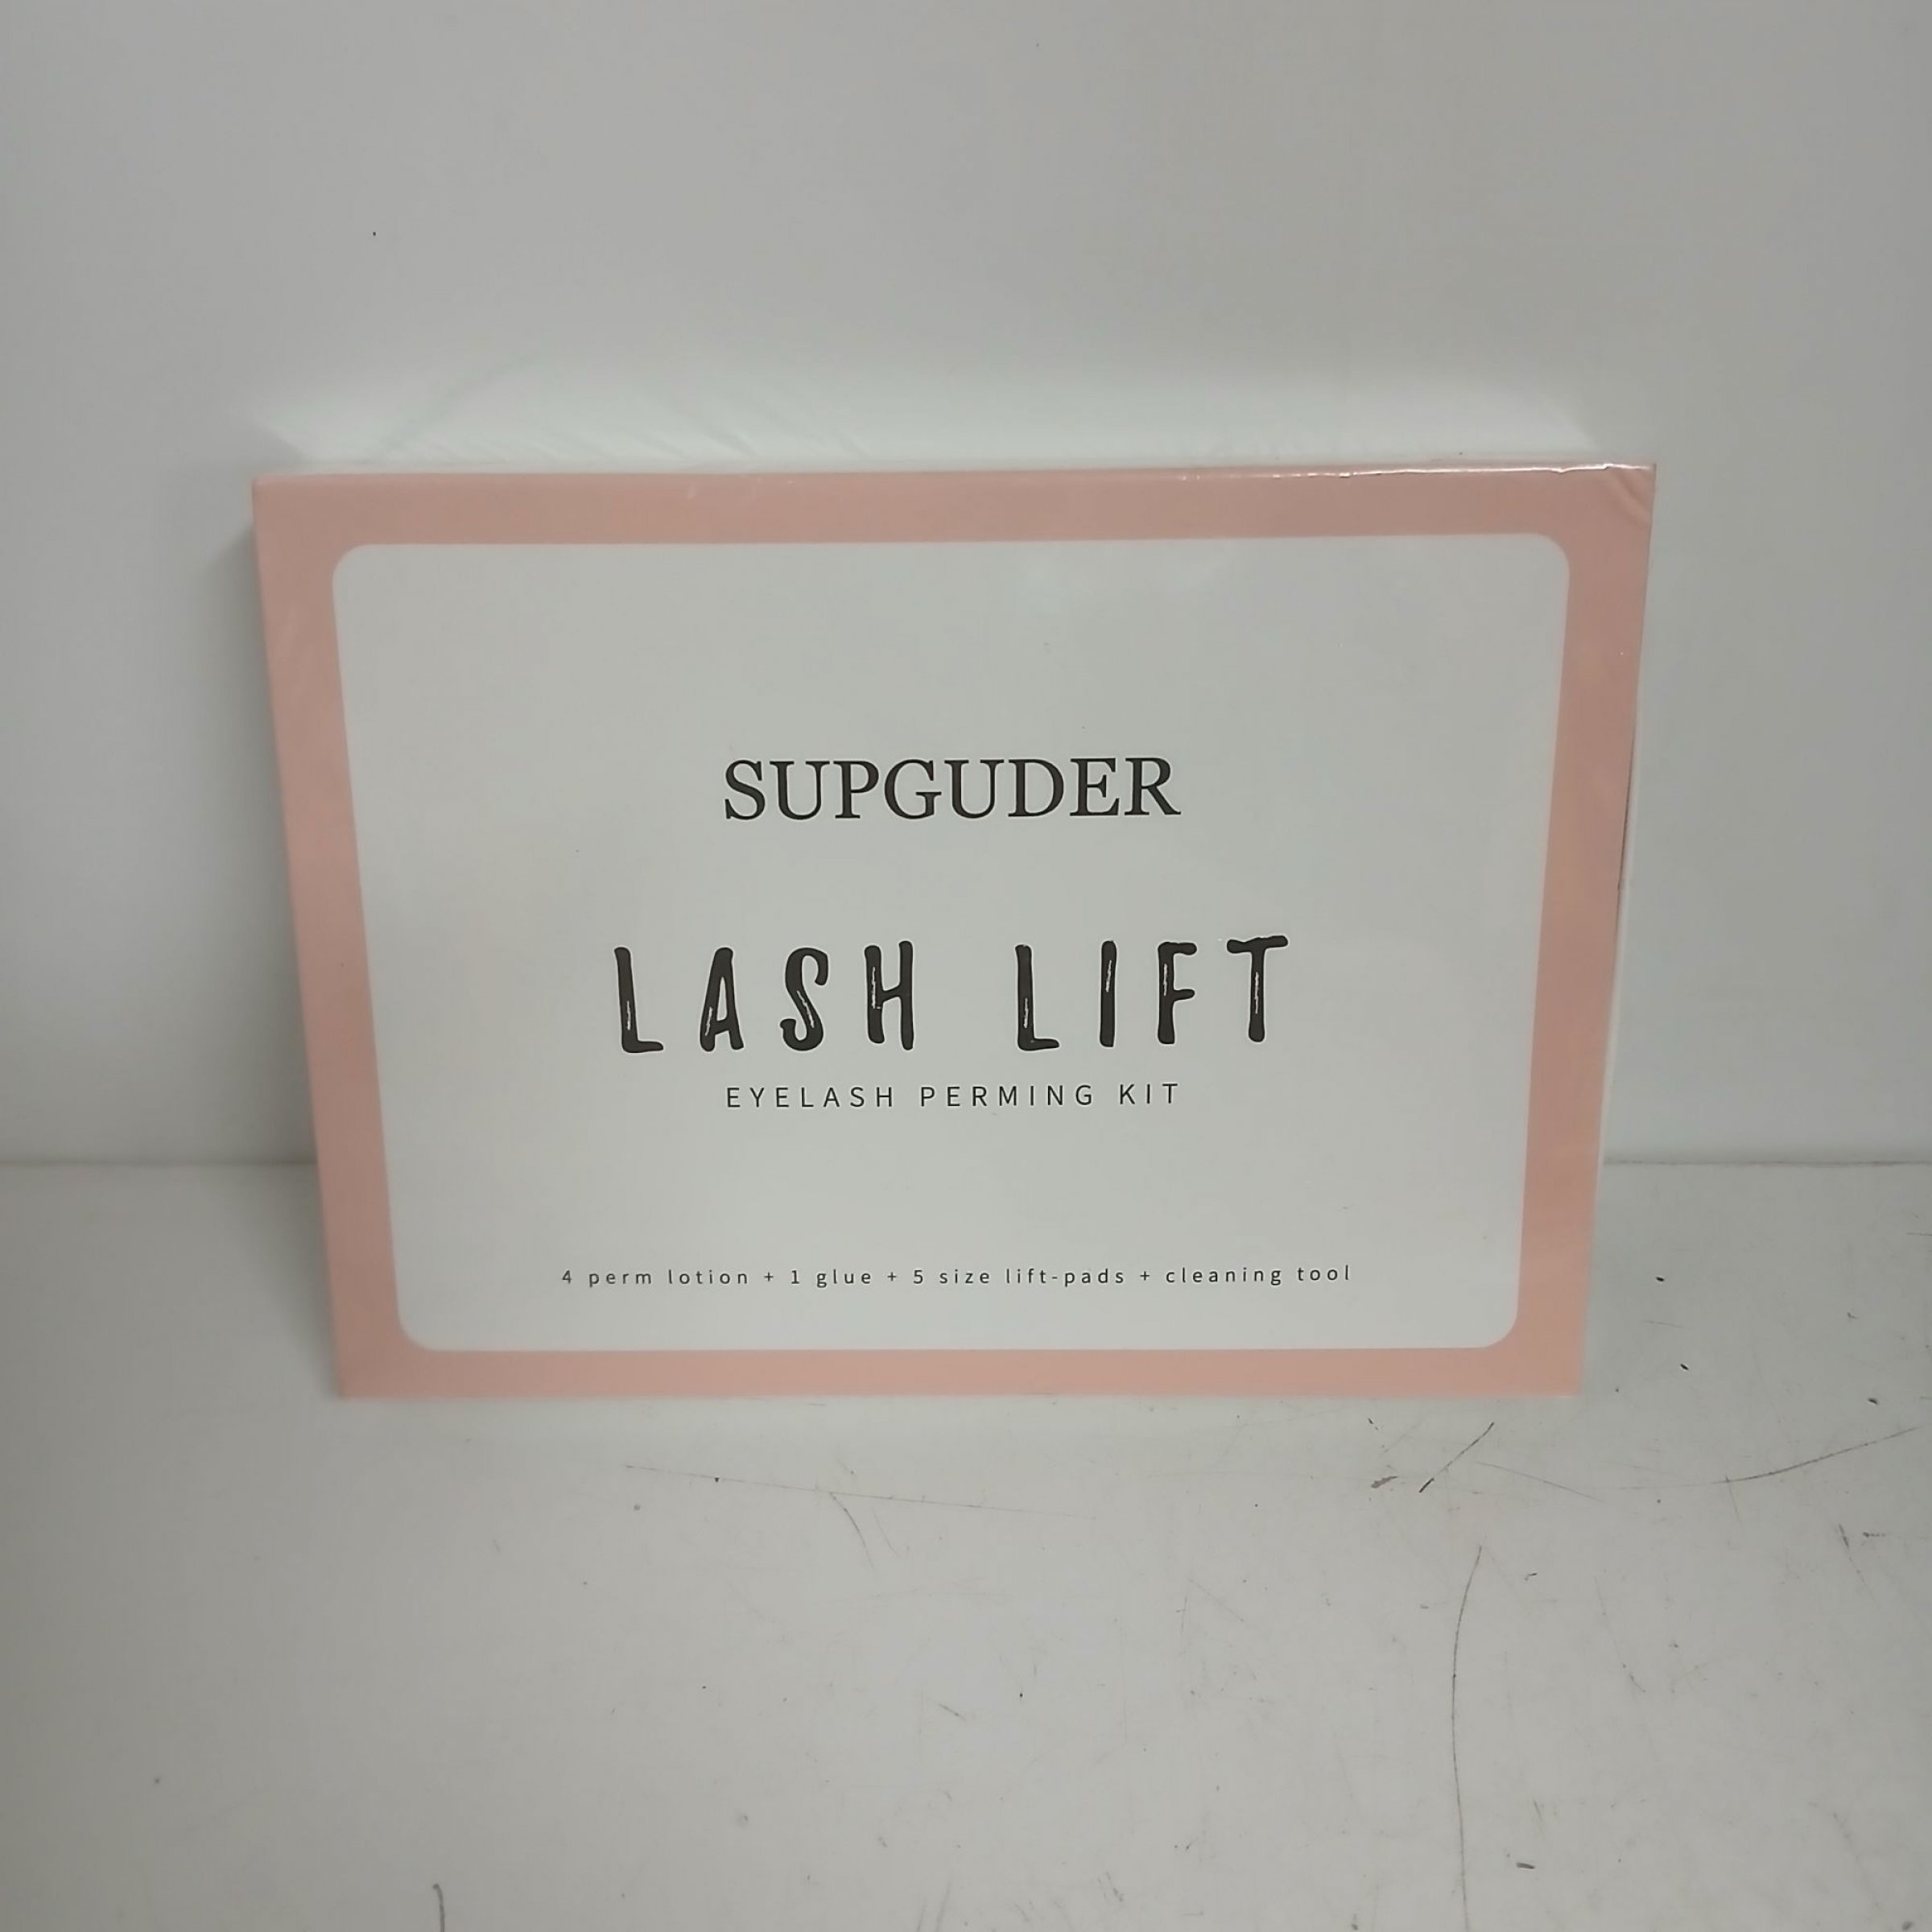 SUPGUDER
LASH LIFT
EYELASH PERMING KIT
4 perm lotion + 1 glue + 5 size lift-pads + cleaning tool